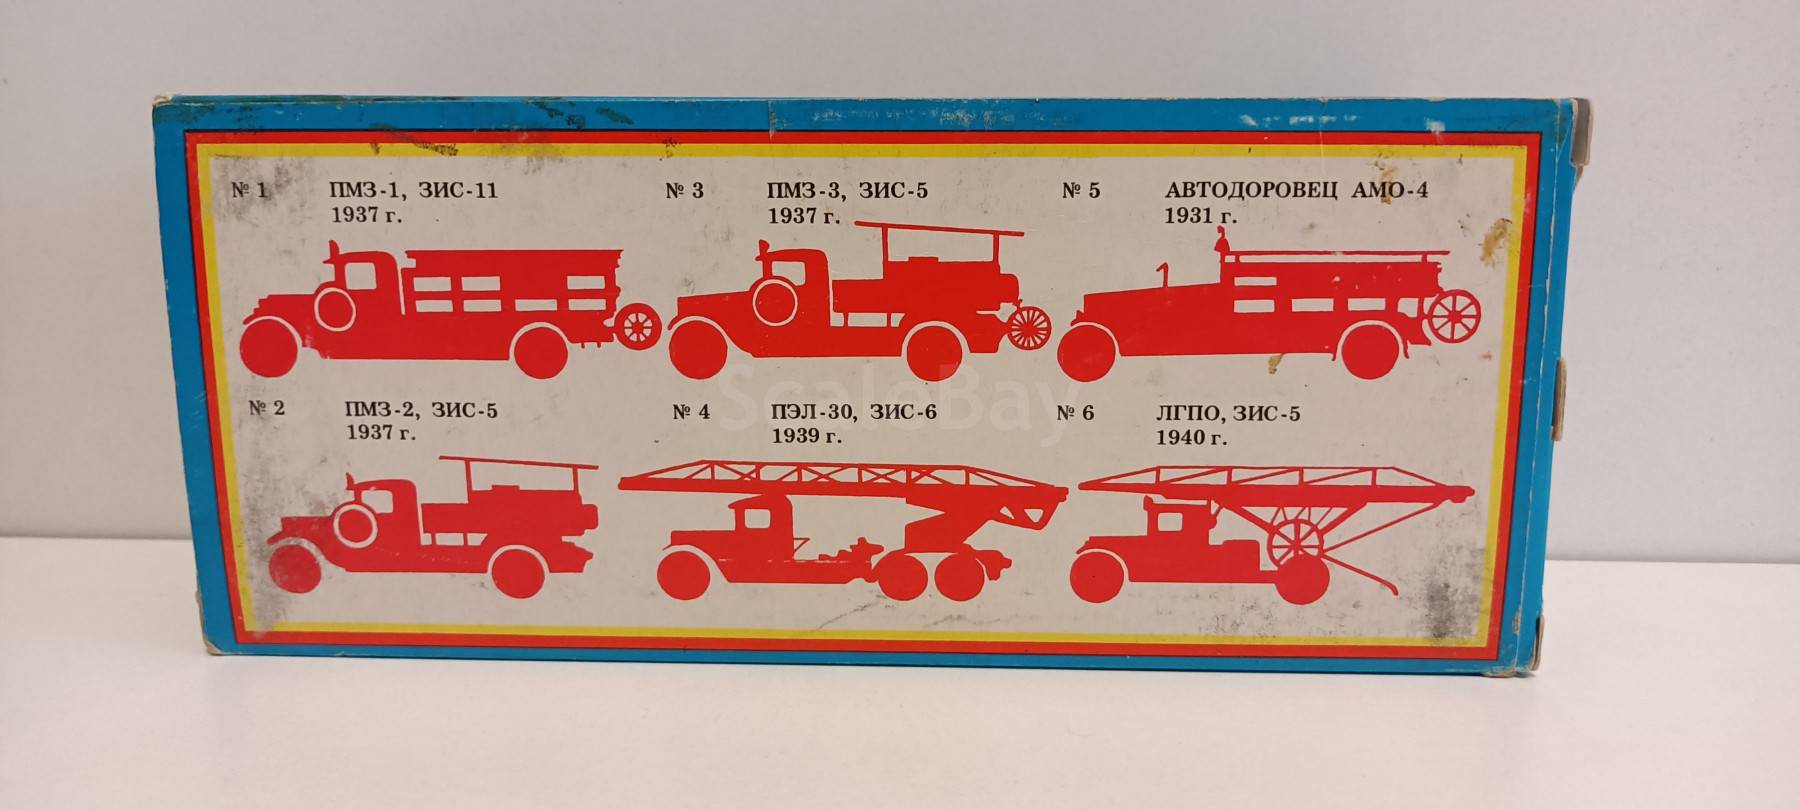 № 1 ПМЗ-1, ЗИС-11
1937 г.
№ 3 ПМЗ-3, ЗИС-5
1937 г.
№ 5 АВТОДОРОВЕЦ АМО-4
1931 г.
№ 2 ПМЗ-2, ЗИС-5
1937 г.
№ 4 ПЭЛ-30, ЗИС-6
1939 г.
№ 6 ЛГПО, ЗИС-5
1940 г.
ScaleBay